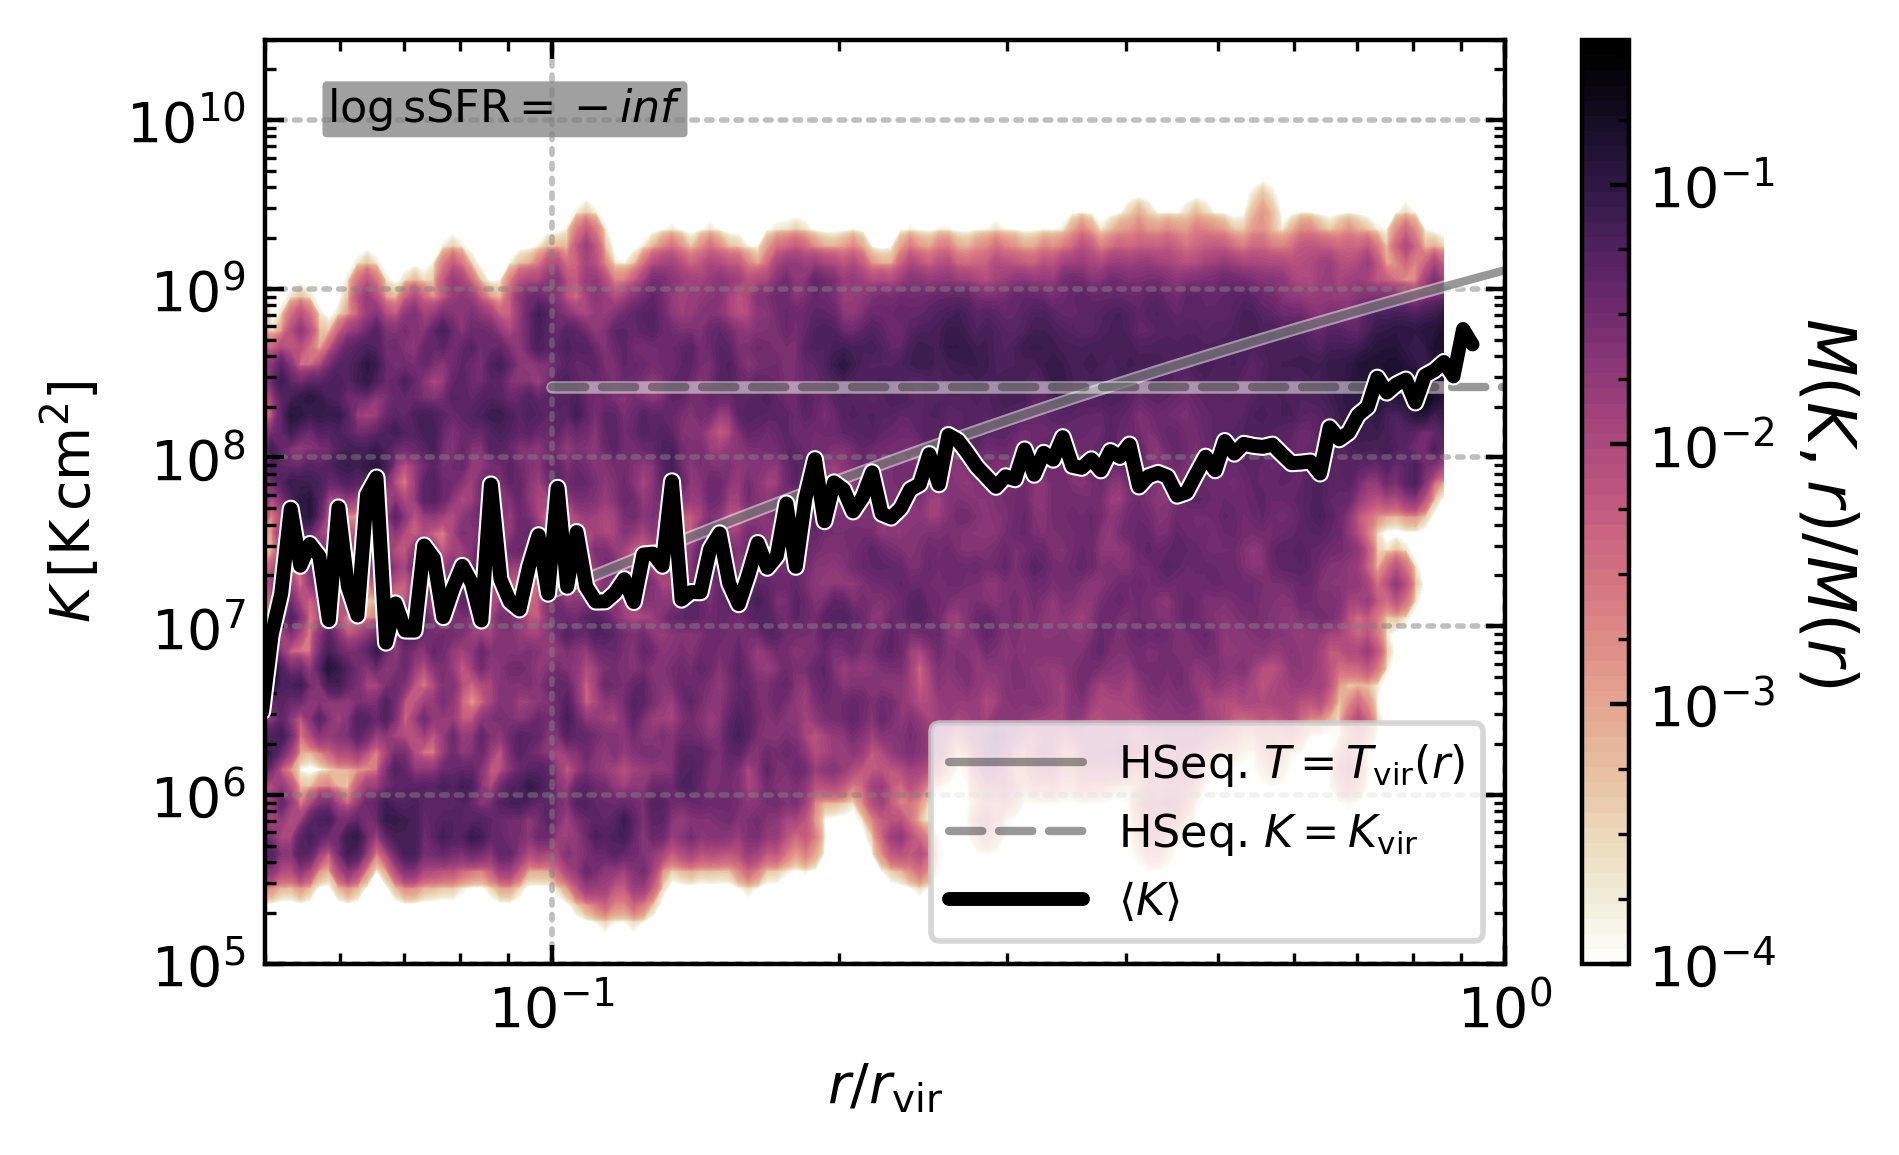 log sSFR = − inf
10^10
10^9
10^8
10^7
10^6
10^5
K [K cm^2]
10^−1
10^0
r/r_vir
HSeq. T = T_vir(r)
HSeq. K = K_vir
⟨K⟩
10^−1
10^−2
10^−3
10^−4
M(K, r)/M(r)